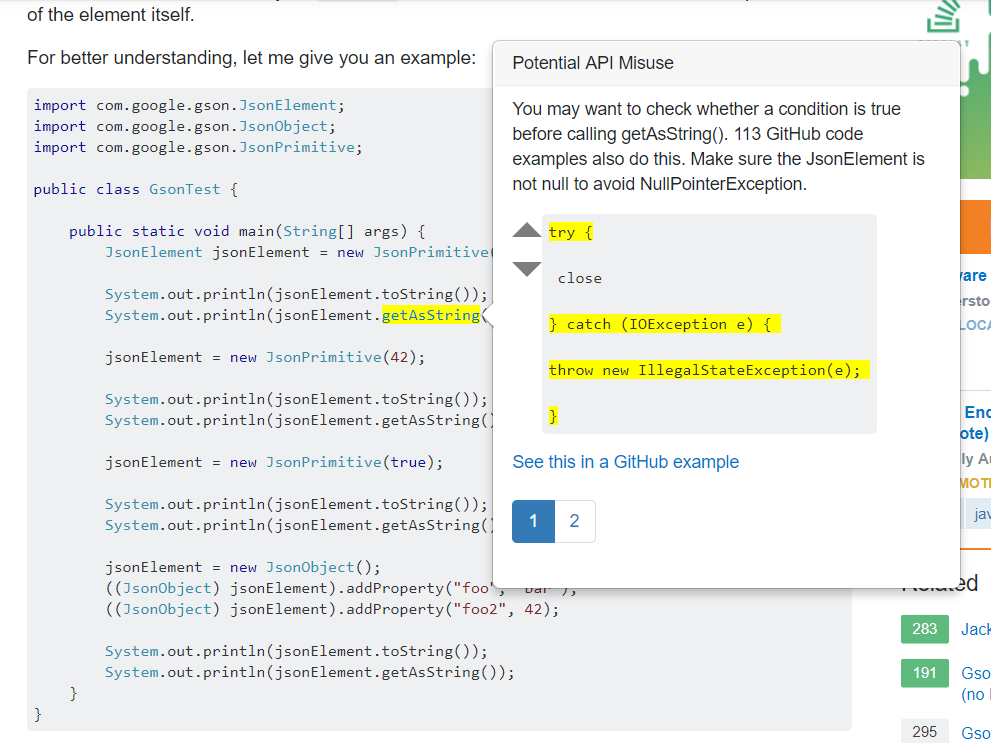 of the element itself.
For better understanding, let me give you an example:
import com.google.gson.JsonElement;
import com.google.gson.JsonObject;
import com.google.gson.JsonPrimitive;
public class GsonTest {
public static void main(String[] args) {
JsonElement jsonElement = new JsonPrimitive(
System.out.println(jsonElement.toString());
System.out.println(jsonElement.getAsString(
jsonElement = new JsonPrimitive(42);
System.out.println(jsonElement.toString());
System.out.println(jsonElement.getAsString()
jsonElement = new JsonPrimitive(true);
System.out.println(jsonElement.toString());
System.out.println(jsonElement.getAsString()
jsonElement = new JsonObject();
((JsonObject) jsonElement).addProperty("foo", "bar");
((JsonObject) jsonElement).addProperty("foo2", 42);
System.out.println(jsonElement.toString());
System.out.println(jsonElement.getAsString());
}
}
Potential API Misuse
You may want to check whether a condition is true
before calling getAsString(). 113 GitHub code
examples also do this. Make sure the JsonElement is
not null to avoid NullPointerException.
try {
close
} catch (IOException e) {
throw new IllegalStateException(e);
}
See this in a GitHub example
1 2
Related
283 Jack
191 Gso
(no
295 Gso